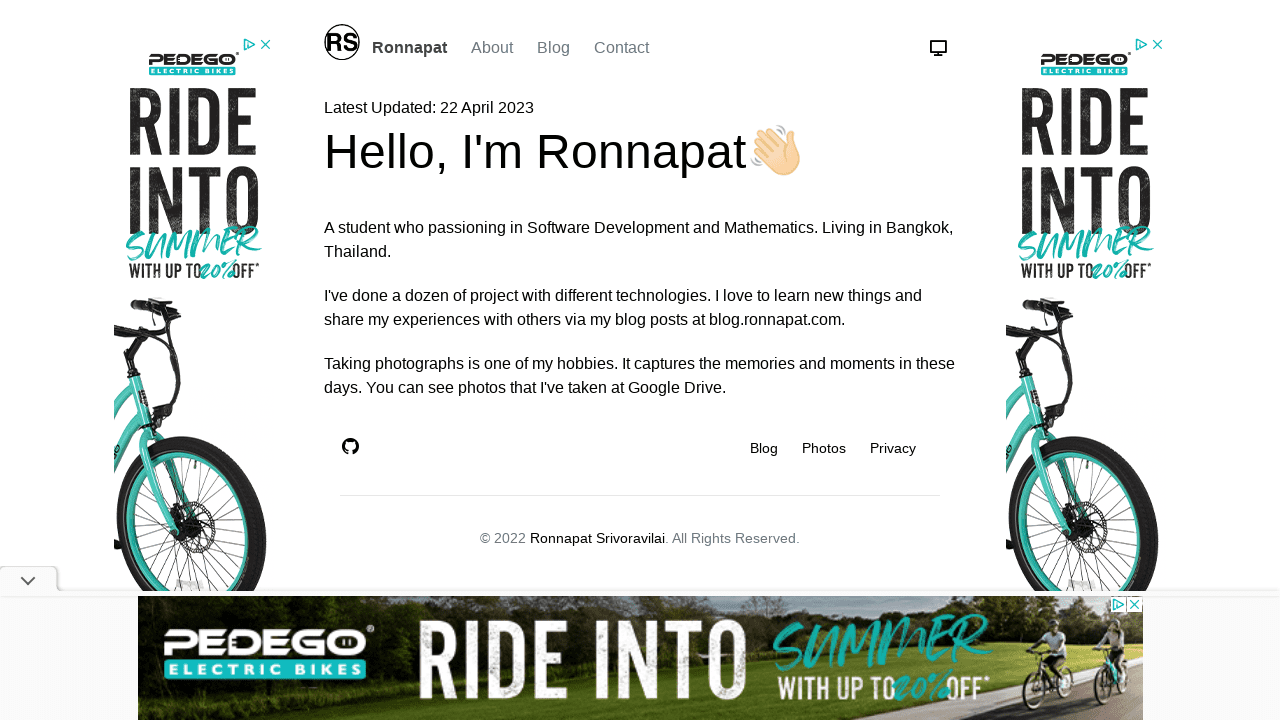 RS
Ronnapat About Blog Contact
Latest Updated: 22 April 2023
Hello, I'm Ronnapat👋🏻
A student who passioning in Software Development and Mathematics. Living in Bangkok,
Thailand.
I've done a dozen of project with different technologies. I love to learn new things and
share my experiences with others via my blog posts at blog.ronnapat.com.
Taking photographs is one of my hobbies. It captures the memories and moments in these
days. You can see photos that I've taken at Google Drive.
Blog Photos Privacy
© 2022 Ronnapat Srivoravilai. All Rights Reserved.
PEDEGO®
ELECTRIC BIKES
RIDE
INTO
SUMMER
WITH UP TO 20% OFF*
PEDEGO®
ELECTRIC BIKES
RIDE
INTO
SUMMER
WITH UP TO 20% OFF*
PEDEGO®
ELECTRIC BIKES
RIDE INTO
SUMMER
WITH UP TO 20% OFF*